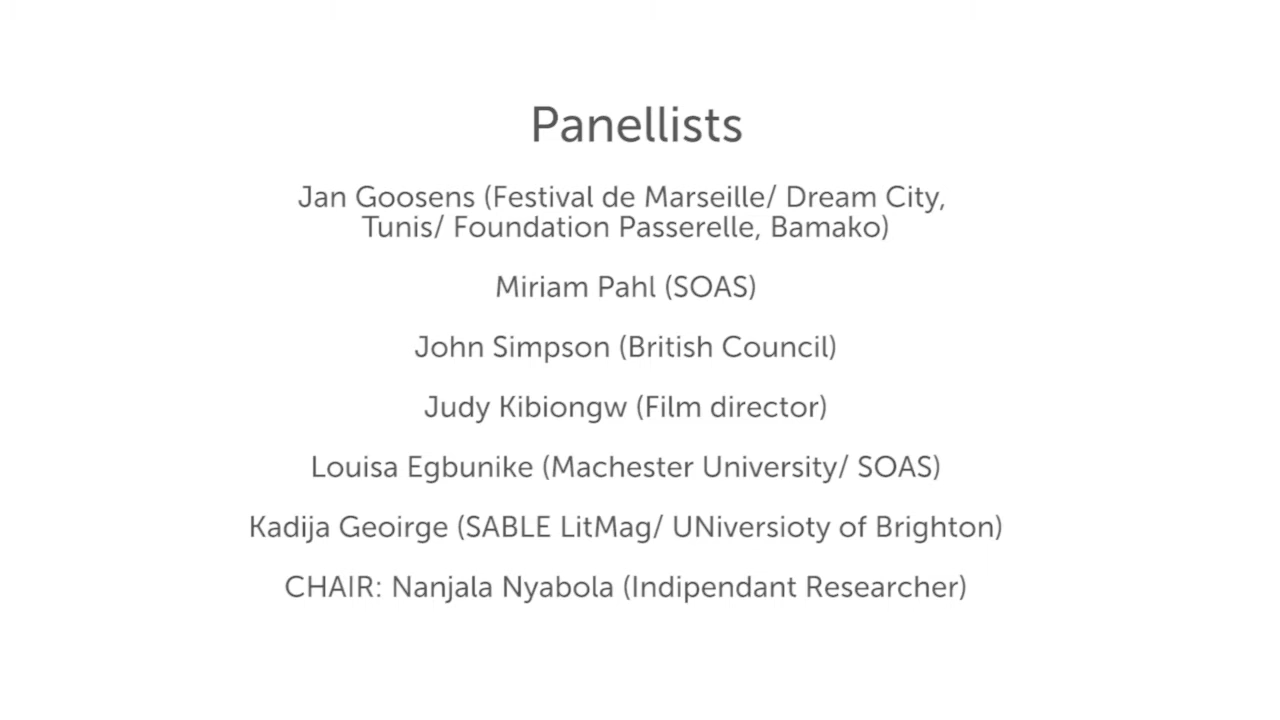 Panellists
Jan Goosens (Festival de Marseille/ Dream City,
Tunis/ Foundation Passerelle, Bamako)
Miriam Pahl (SOAS)
John Simpson (British Council)
Judy Kibiongw (Film director)
Louisa Egbunike (Machester University/ SOAS)
Kadija Geoirge (SABLE LitMag/ UNiversioty of Brighton)
CHAIR: Nanjala Nyabola (Indipendant Researcher)